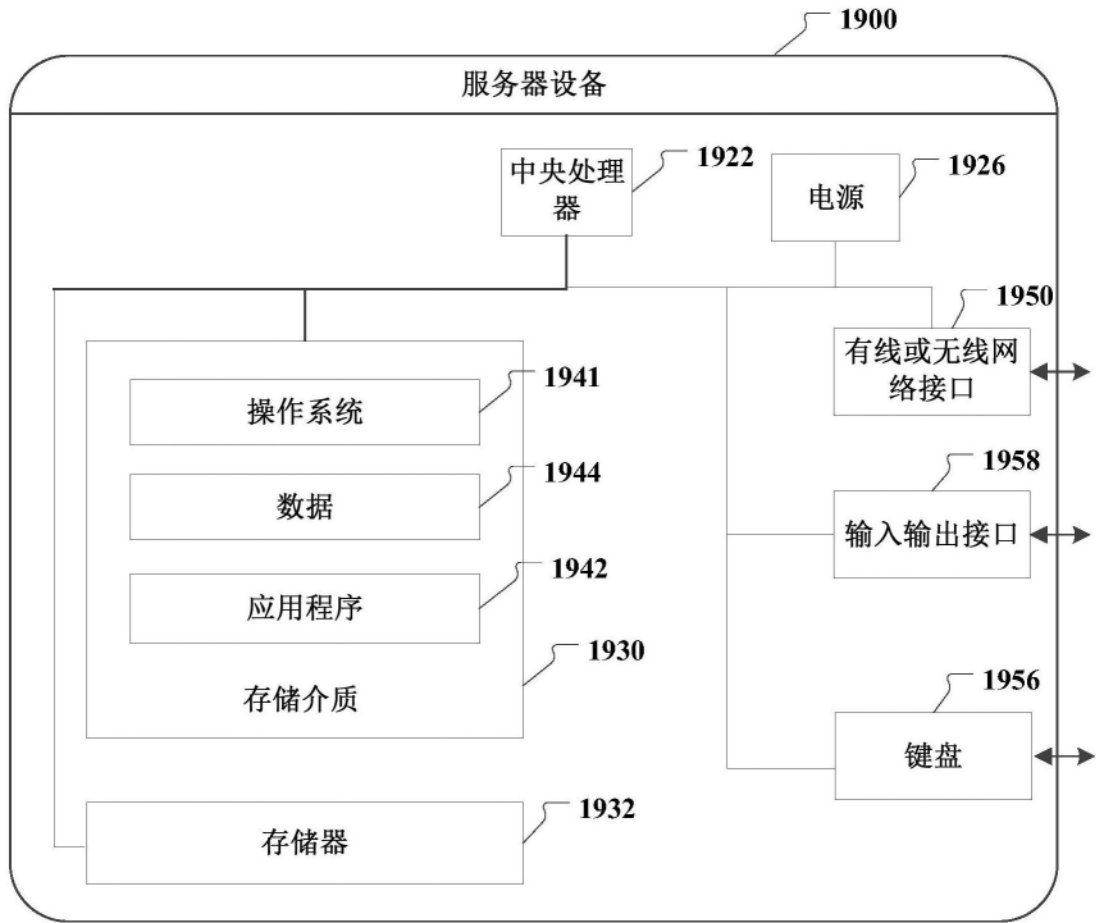 1900
服务器设备
中央处理
器
1922
电源
1926
1950
有线或无线网
络接口
1941
操作系统
1944
数据
1958
输入输出接口
1942
应用程序
1930
存储介质
1956
键盘
1932
存储器